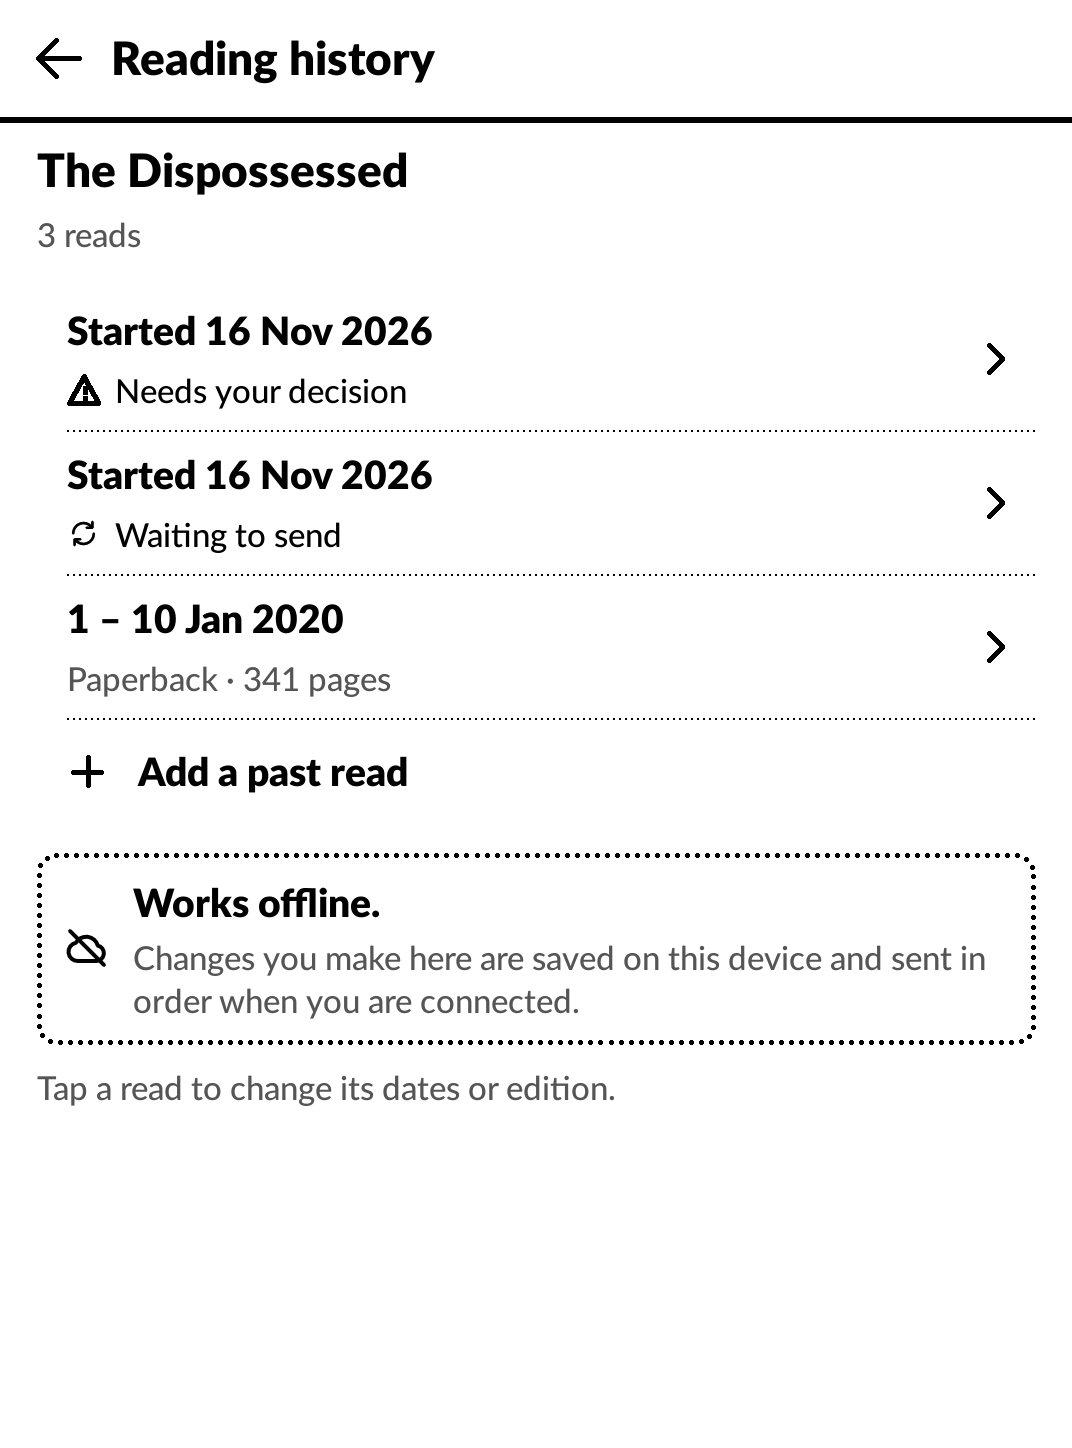 Reading history
The Dispossessed
3 reads
Started 16 Nov 2026
Needs your decision
Started 16 Nov 2026
Waiting to send
1 – 10 Jan 2020
Paperback · 341 pages
Add a past read
Works offline.
Changes you make here are saved on this device and sent in
order when you are connected.
Tap a read to change its dates or edition.